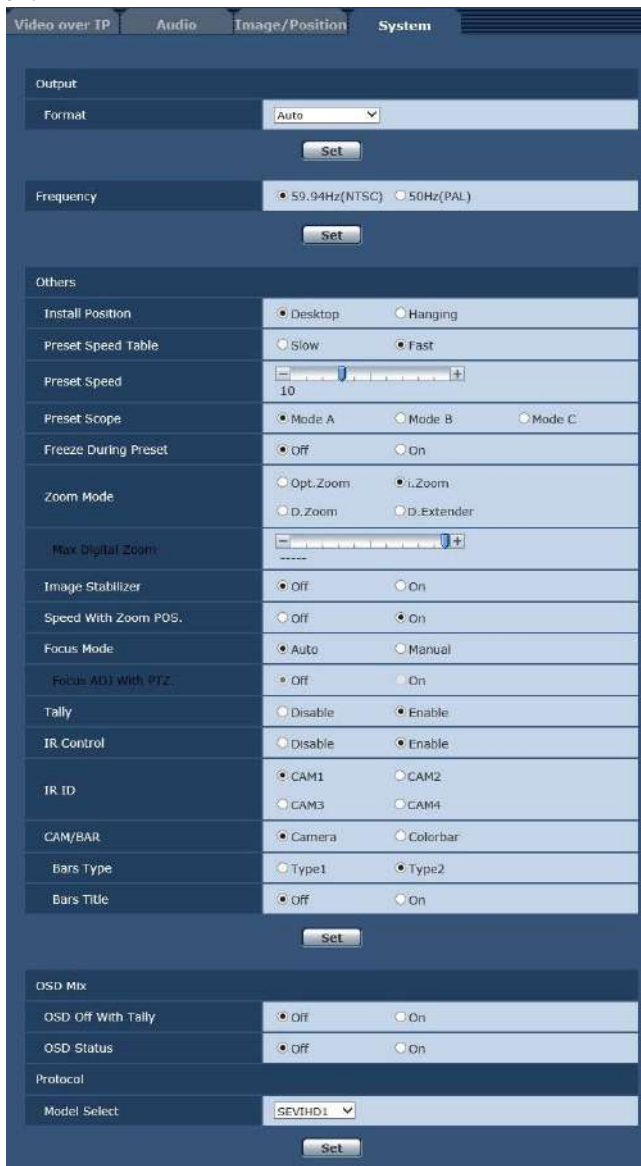 Video over IP Audio Image/Position System
Output
Format Auto
Set
Frequency 59.94Hz(NTSC) 50Hz(PAL)
Set
Others
Install Position Desktop Hanging
Preset Speed Table Slow Fast
Preset Speed - +
10
Preset Scope Mode A Mode B Mode C
Freeze During Preset Off On
Zoom Mode Opt.Zoom i.Zoom
D.Zoom D.Extender
Max Digital Zoom - +
-----
Image Stabilizer Off On
Speed With Zoom POS. Off On
Focus Mode Auto Manual
Focus ADJ With PTZ. Off On
Tally Disable Enable
IR Control Disable Enable
IR ID CAM1 CAM2
CAM3 CAM4
CAM/BAR Camera Colorbar
Bars Type Type1 Type2
Bars Title Off On
Set
OSD Mix
OSD Off With Tally Off On
OSD Status Off On
Protocol
Model Select SEVIHD1
Set